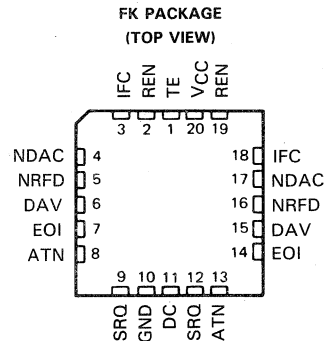 FK PACKAGE
(TOP VIEW)
IFC REN TE VCC REN
3 2 1 20 19
NDAC 4
NRFD 5
DAV 6
EOI 7
ATN 8
18 IFC
17 NDAC
16 NRFD
15 DAV
14 EOI
9 10 11 12 13
SRQ GND DC SRQ ATN